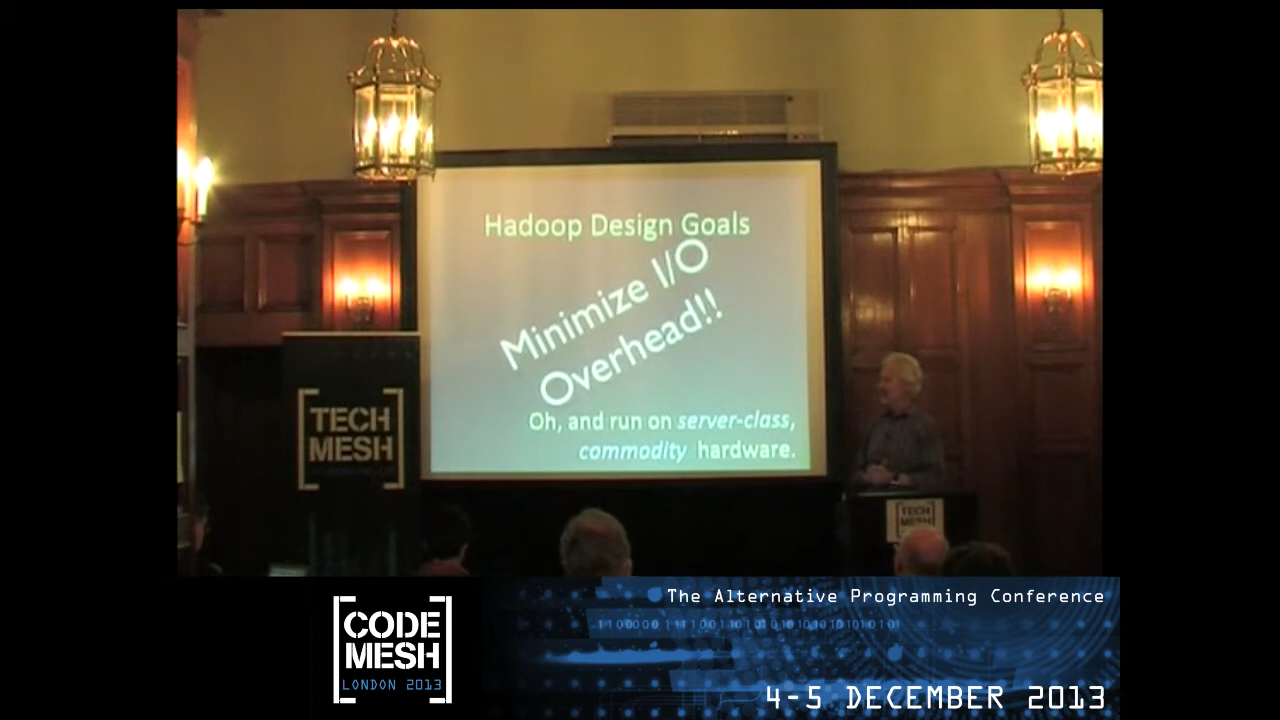 Hadoop Design Goals
Minimize I/O
Overhead!!
Oh, and run on server-class,
commodity hardware.
TECH
MESH
TECH
MESH
The Alternative Programming Conference
CODE
MESH
LONDON 2013
4-5 DECEMBER 2013